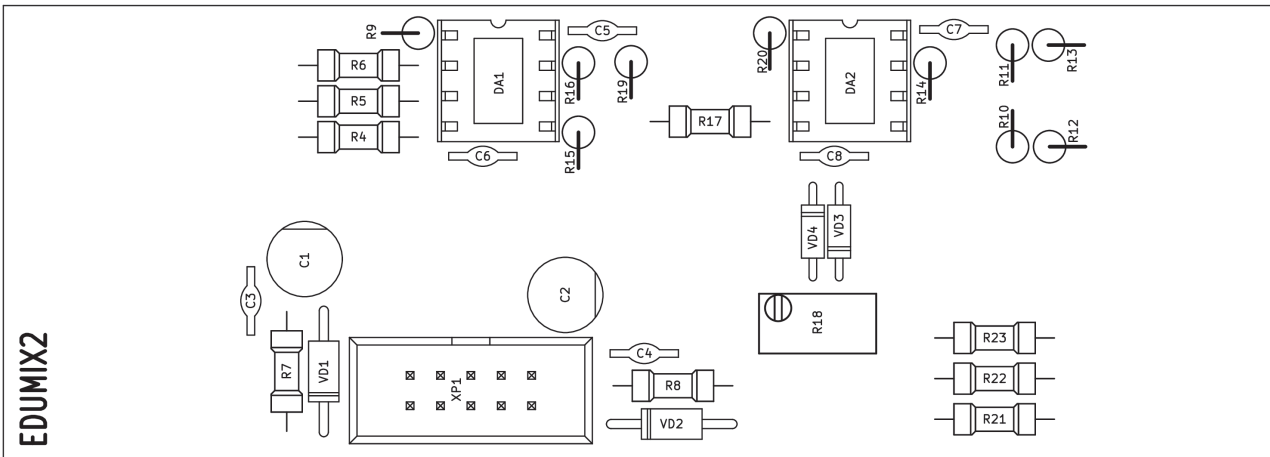 R9
R6
R5
R4
DA1
C5
R16
R19
R15
C6
R17
R20
DA2
C7
R14
C8
R11
R13
R10
R12
VD4
VD3
C1
C2
C3
R18
R7
VD1
XP1
C4
R8
VD2
R23
R22
R21
EDUMIX2